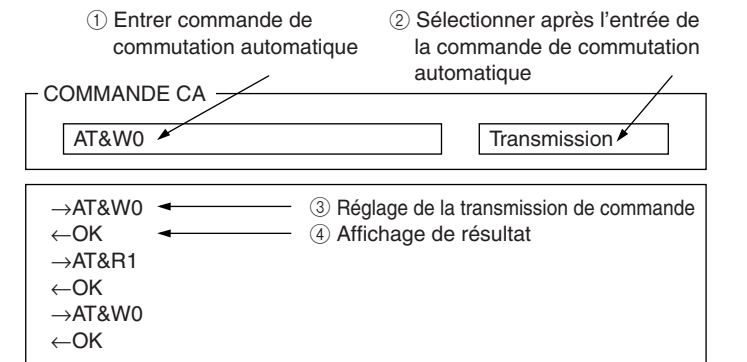 ① Entrer commande de
commutation automatique
② Sélectionner après l'entrée de
la commande de commutation
automatique
COMMANDE CA
AT&W0
Transmission
→AT&W0
③ Réglage de la transmission de commande
←OK
④ Affichage de résultat
→AT&R1
←OK
→AT&W0
←OK